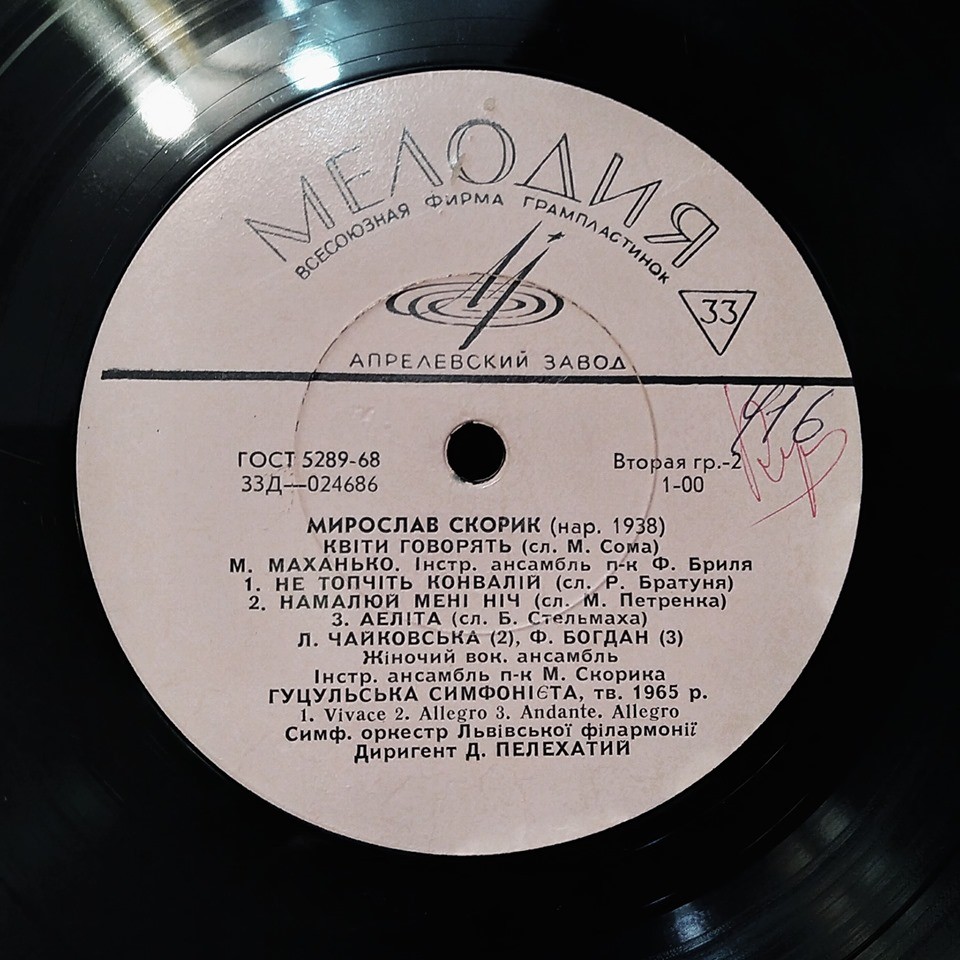 МЕЛОДИЯ
ВСЕСОЮЗНАЯ ФИРМА ГРАМПЛАСТИНОК
33
АПРЕЛЕВСКИЙ ЗАВОД
916
ГОСТ 5289-68
Вторая гр.-2
33Д—024686
1-00
МИРОСЛАВ СКОРИК (нар. 1938)
КВІТИ ГОВОРЯТЬ (сл. М. Сома)
М. МАХАНЬКО. Інстр. ансамбль п-к Ф. Бриля
1. НЕ ТОПЧІТЬ КОНВАЛІЙ (сл. Р. Братуня)
2. НАМАЛЮЙ МЕНІ НІЧ (сл. М. Петренка)
3. АЕЛІТА (сл. Б. Стельмаха)
Л. ЧАЙКОВСЬКА (2), Ф. БОГДАН (3)
Жіночий вок. ансамбль
Інстр. ансамбль п-к М. Скорика
ГУЦУЛЬСЬКА СИМФОНІЄТА, тв. 1965 р.
1. Vivace 2. Allegro 3. Andante. Allegro
Симф. оркестр Львівської філармонії
Диригент Д. ПЕЛЕХАТИЙ